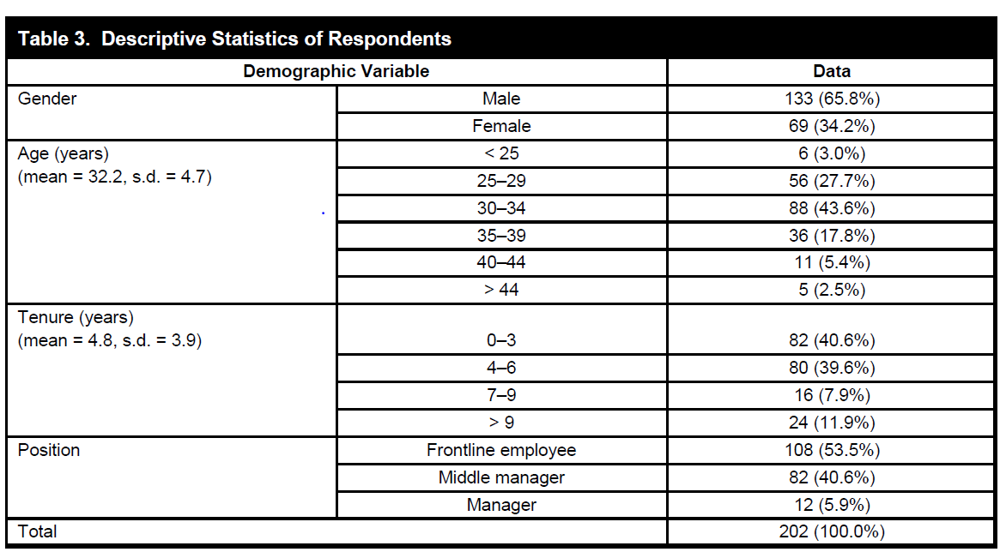 Table 3. Descriptive Statistics of Respondents
Demographic Variable Data
Gender Male 133 (65.8%)
Female 69 (34.2%)
Age (years) < 25 6 (3.0%)
(mean = 32.2, s.d. = 4.7)
25–29 56 (27.7%)
30–34 88 (43.6%)
35–39 36 (17.8%)
40–44 11 (5.4%)
> 44 5 (2.5%)
Tenure (years)
(mean = 4.8, s.d. = 3.9) 0–3 82 (40.6%)
4–6 80 (39.6%)
7–9 16 (7.9%)
> 9 24 (11.9%)
Position Frontline employee 108 (53.5%)
Middle manager 82 (40.6%)
Manager 12 (5.9%)
Total 202 (100.0%)